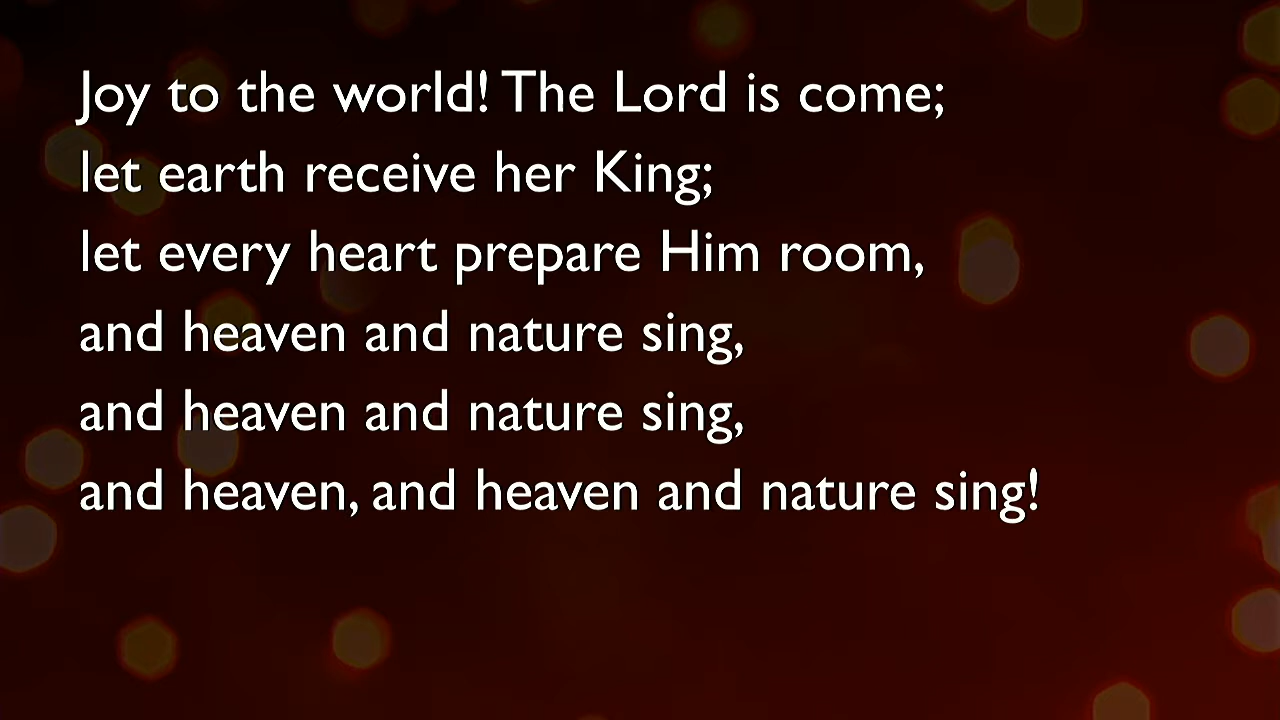 Joy to the world! The Lord is come;
let earth receive her King;
let every heart prepare Him room,
and heaven and nature sing,
and heaven and nature sing,
and heaven, and heaven and nature sing!